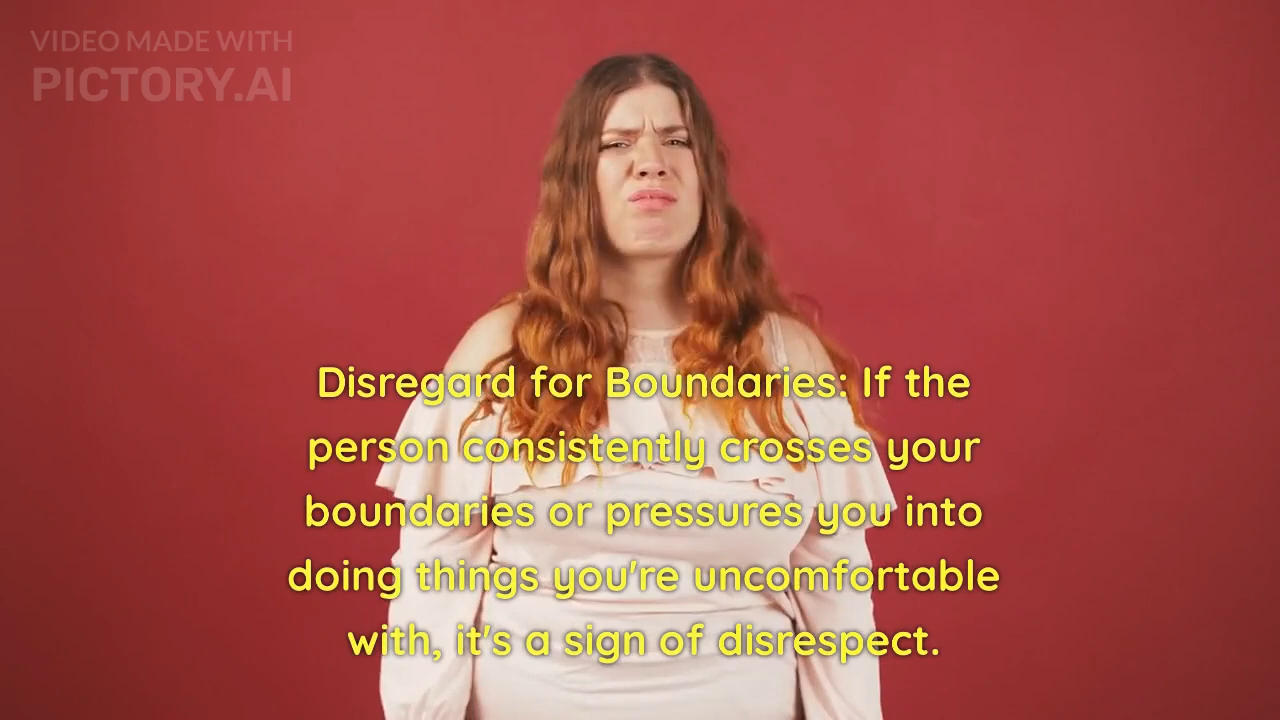 VIDEO MADE WITH
PICTORY.AI
Disregard for Boundaries: If the
person consistently crosses your
boundaries or pressures you into
doing things you're uncomfortable
with, it's a sign of disrespect.